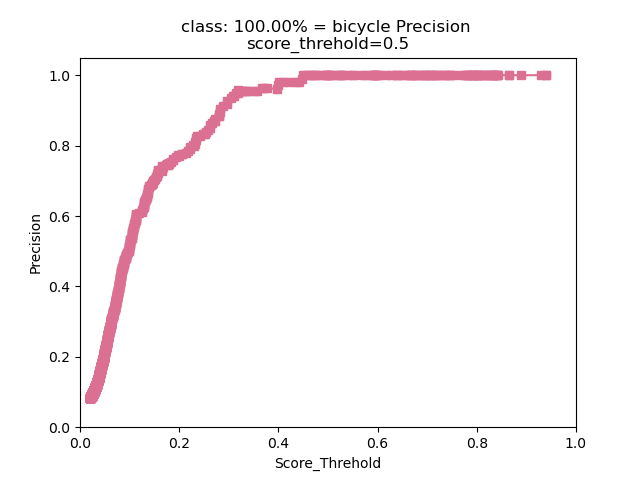 class: 100.00% = bicycle Precision
score_threhold=0.5
1.0
0.8
0.6
0.4
0.2
0.0
Precision
0.0 0.2 0.4 0.6 0.8 1.0
Score_Threhold